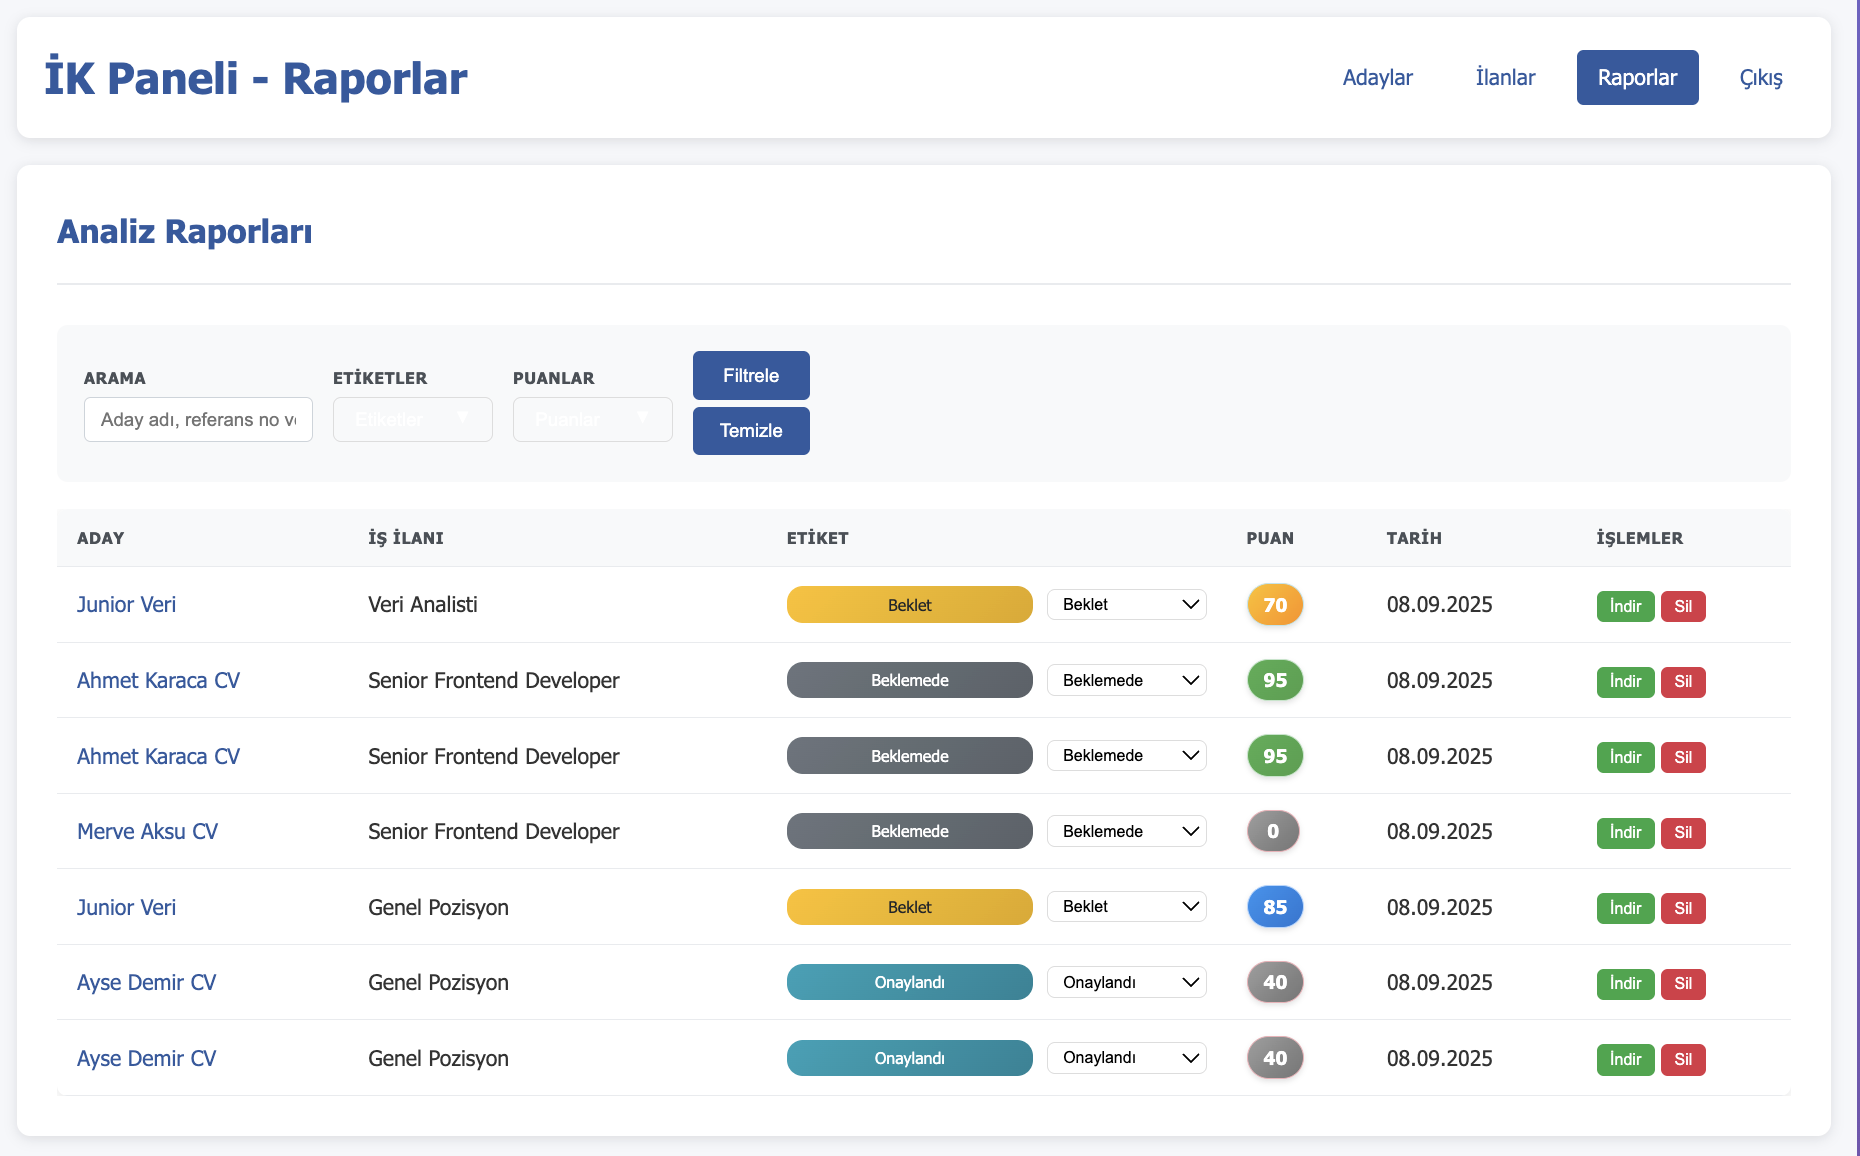 İK Paneli - Raporlar
Adaylar İlanlar Raporlar Çıkış
Analiz Raporları
ARAMA ETİKETLER PUANLAR
Aday adı, referans no v
Etiketler ▼ Puanlar ▼
Filtrele
Temizle
ADAY İŞ İLANI ETİKET PUAN TARİH İŞLEMLER
Junior Veri Veri Analisti Beklet Beklet 70 08.09.2025 İndir Sil
Ahmet Karaca CV Senior Frontend Developer Beklemede Beklemede 95 08.09.2025 İndir Sil
Ahmet Karaca CV Senior Frontend Developer Beklemede Beklemede 95 08.09.2025 İndir Sil
Merve Aksu CV Senior Frontend Developer Beklemede Beklemede 0 08.09.2025 İndir Sil
Junior Veri Genel Pozisyon Beklet Beklet 85 08.09.2025 İndir Sil
Ayse Demir CV Genel Pozisyon Onaylandı Onaylandı 40 08.09.2025 İndir Sil
Ayse Demir CV Genel Pozisyon Onaylandı Onaylandı 40 08.09.2025 İndir Sil